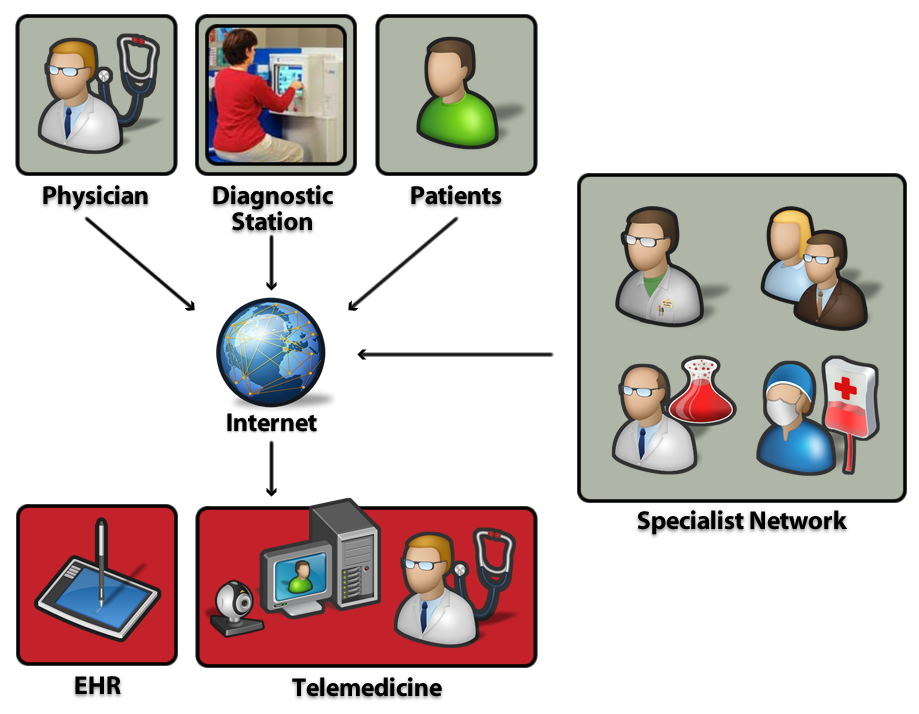 Physician
Diagnostic
Station
Patients
Internet
Specialist Network
EHR
Telemedicine